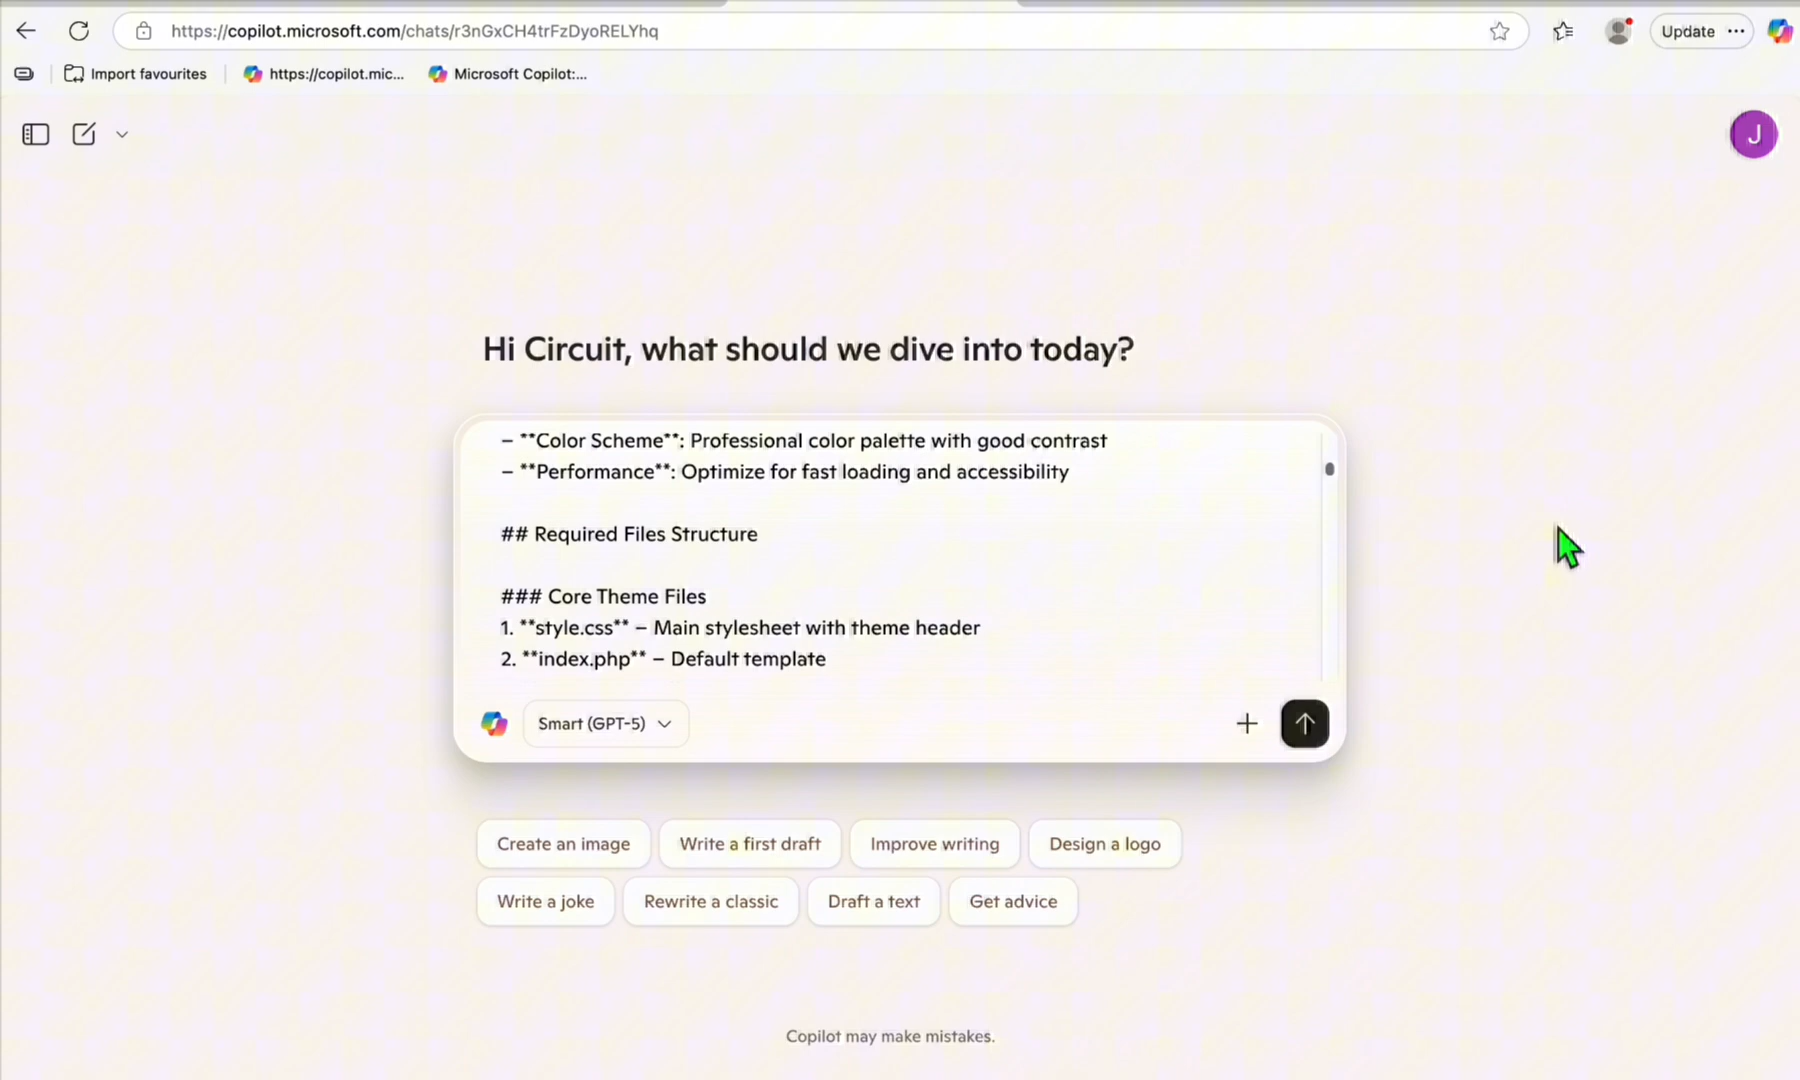 https://copilot.microsoft.com/chats/r3nGxCH4trFzDyoRELYhq
Update
Import favourites
https://copilot.mic...
Microsoft Copilot:...
J
Hi Circuit, what should we dive into today?
– **Color Scheme**: Professional color palette with good contrast
– **Performance**: Optimize for fast loading and accessibility
## Required Files Structure
### Core Theme Files
1. **style.css** – Main stylesheet with theme header
2. **index.php** – Default template
Smart (GPT-5)
Create an image
Write a first draft
Improve writing
Design a logo
Write a joke
Rewrite a classic
Draft a text
Get advice
Copilot may make mistakes.